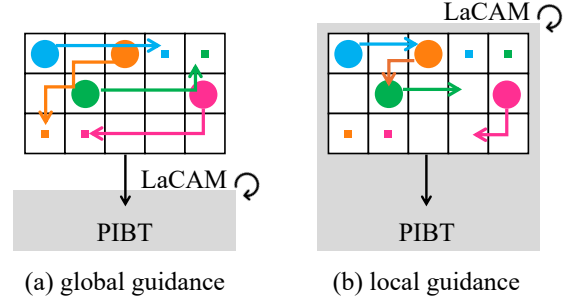 LaCAM
LaCAM
PIBT
PIBT
(a) global guidance
(b) local guidance